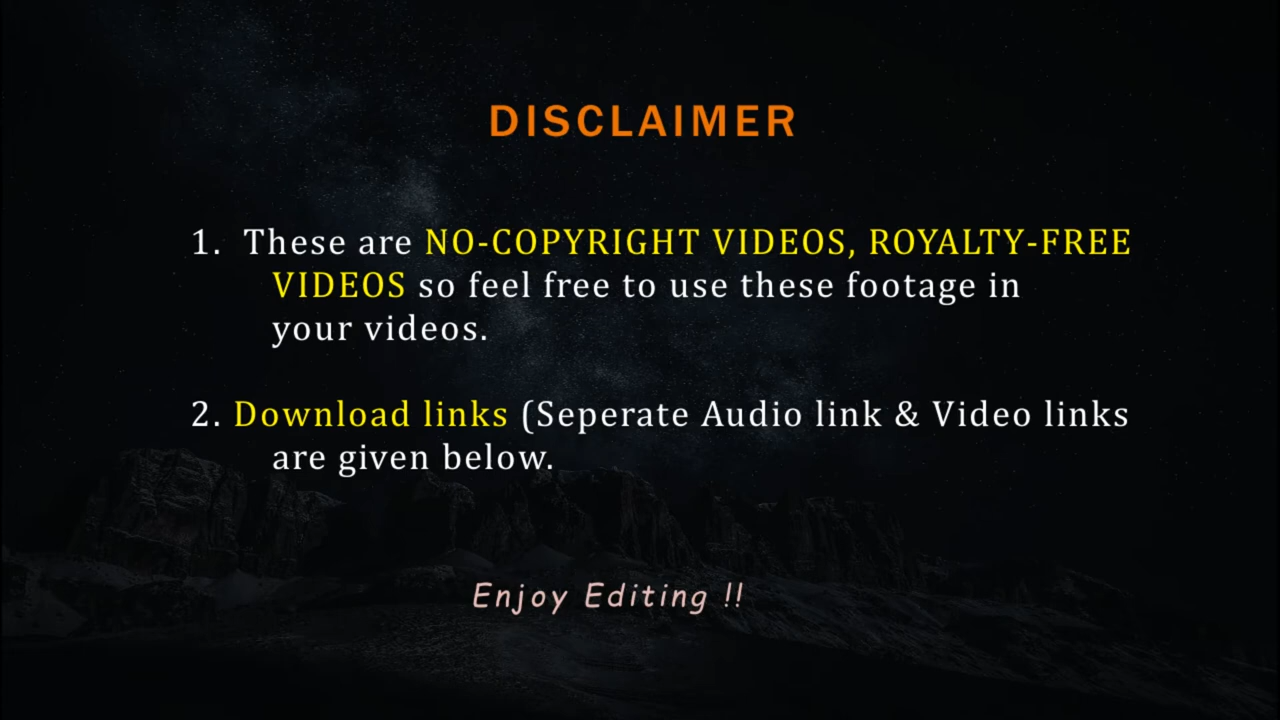 DISCLAIMER
1. These are NO-COPYRIGHT VIDEOS, ROYALTY-FREE
VIDEOS so feel free to use these footage in
your videos.
2. Download links (Seperate Audio link & Video links
are given below.
Enjoy Editing !!